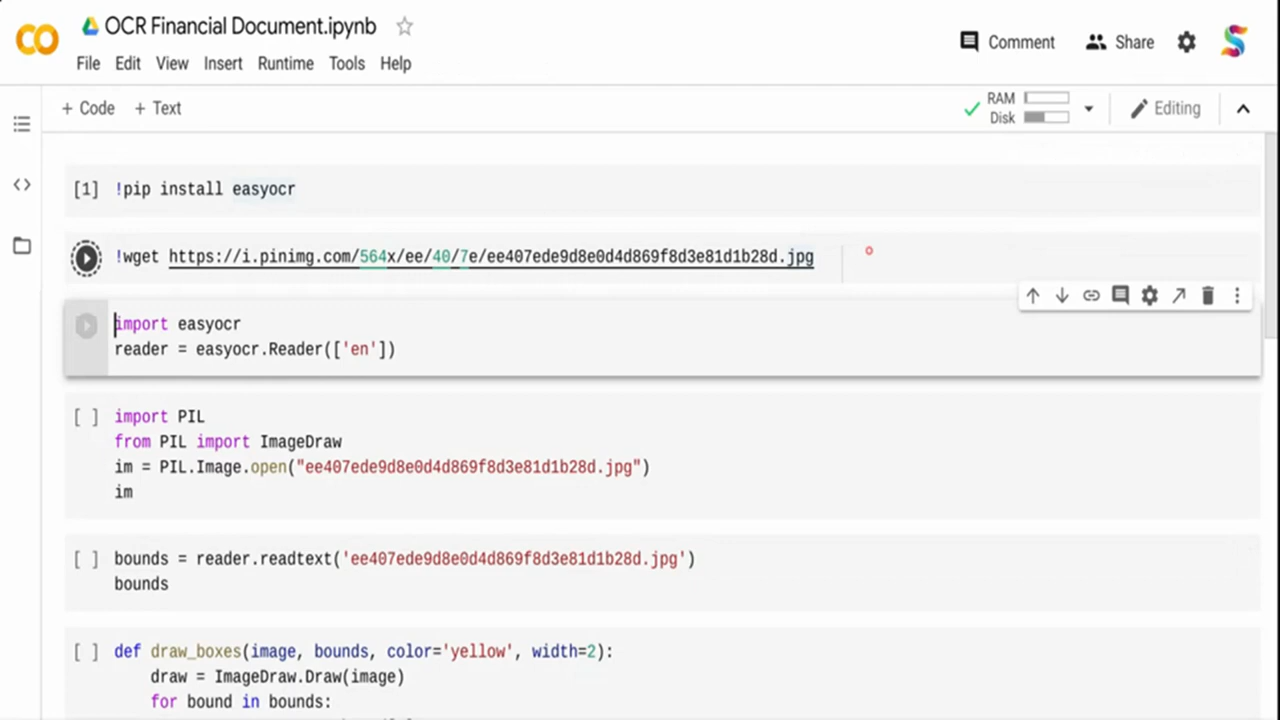 OCR Financial Document.ipynb
File Edit View Insert Runtime Tools Help
Comment Share
+ Code + Text
RAM
Disk
Editing
[1] !pip install easyocr
!wget https://i.pinimg.com/564x/ee/40/7e/ee407ede9d8e0d4d869f8d3e81d1b28d.jpg
import easyocr
reader = easyocr.Reader(['en'])
[ ] import PIL
from PIL import ImageDraw
im = PIL.Image.open("ee407ede9d8e0d4d869f8d3e81d1b28d.jpg")
im
[ ] bounds = reader.readtext('ee407ede9d8e0d4d869f8d3e81d1b28d.jpg')
bounds
[ ] def draw_boxes(image, bounds, color='yellow', width=2):
draw = ImageDraw.Draw(image)
for bound in bounds: